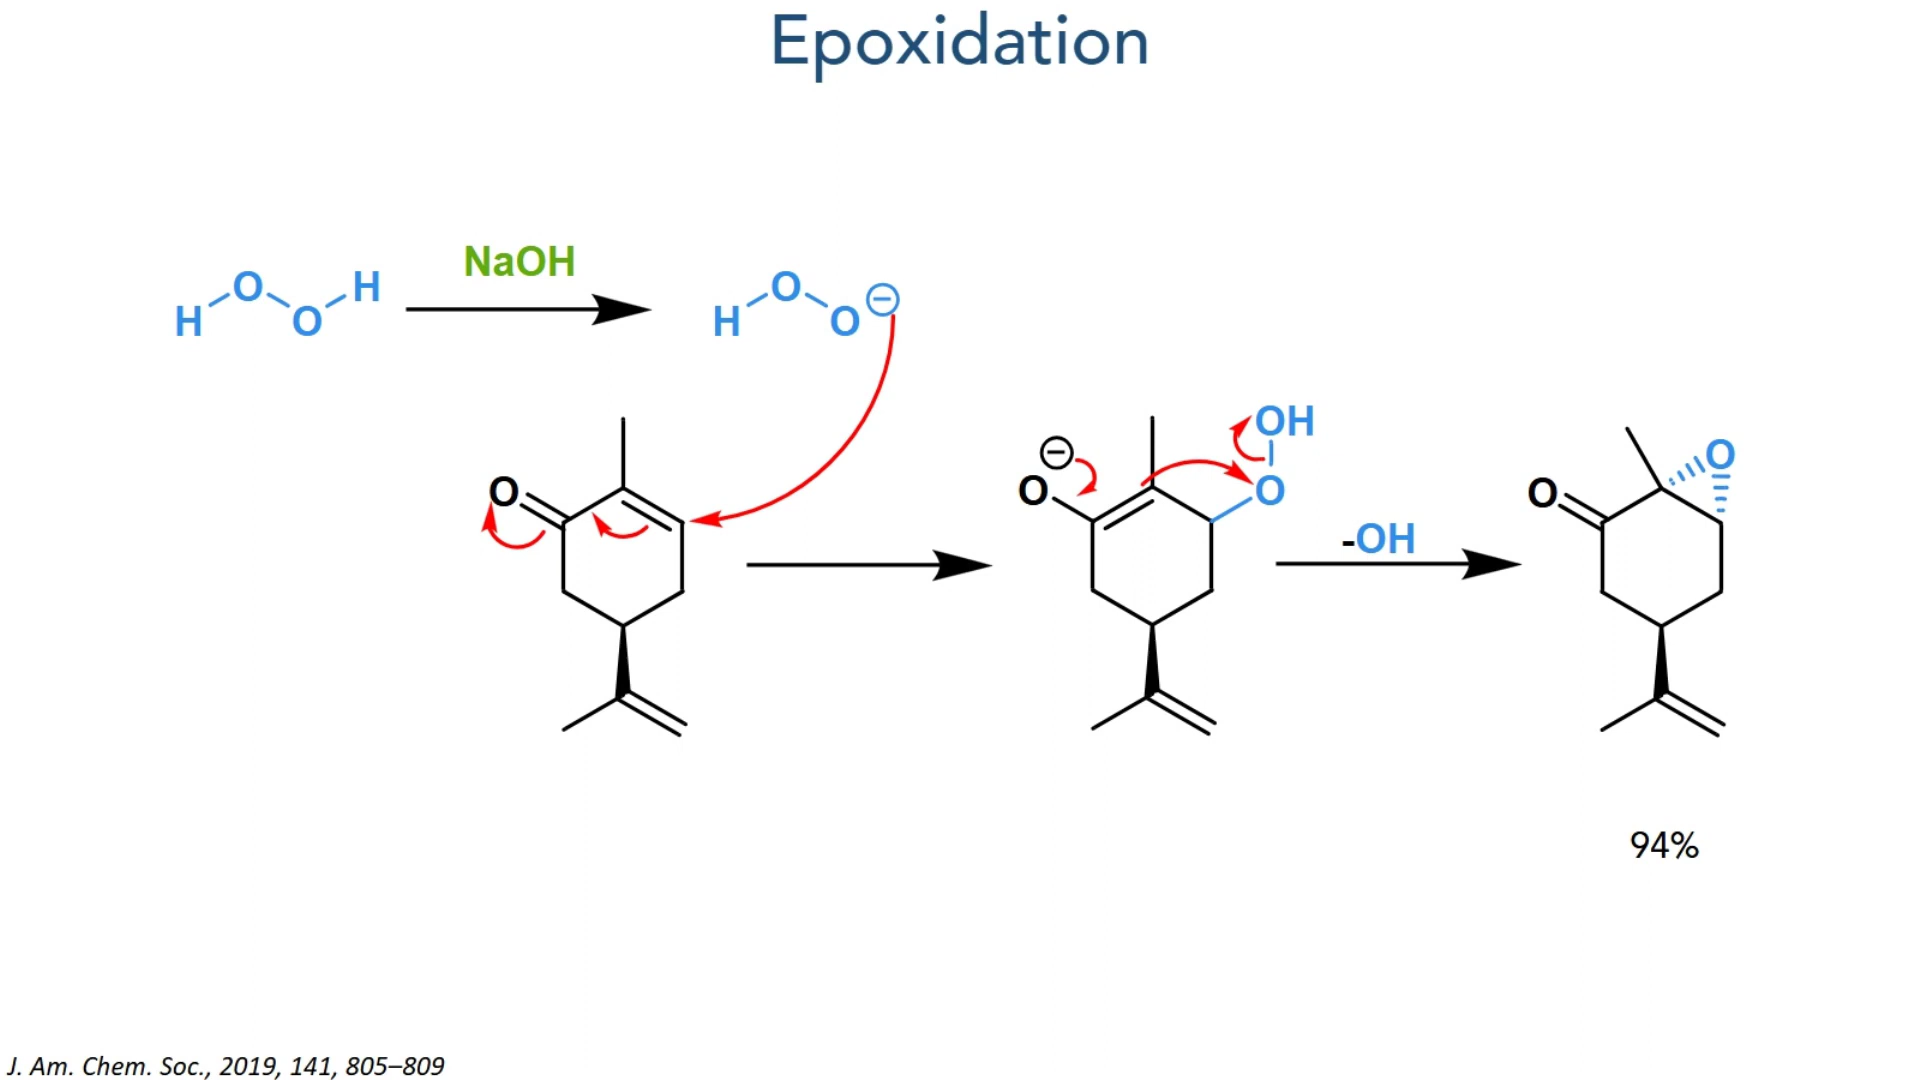 Epoxidation
NaOH
H O O H
H O O ⊖
O
⊖ O
OH
O
-OH
O
O
94%
J. Am. Chem. Soc., 2019, 141, 805–809